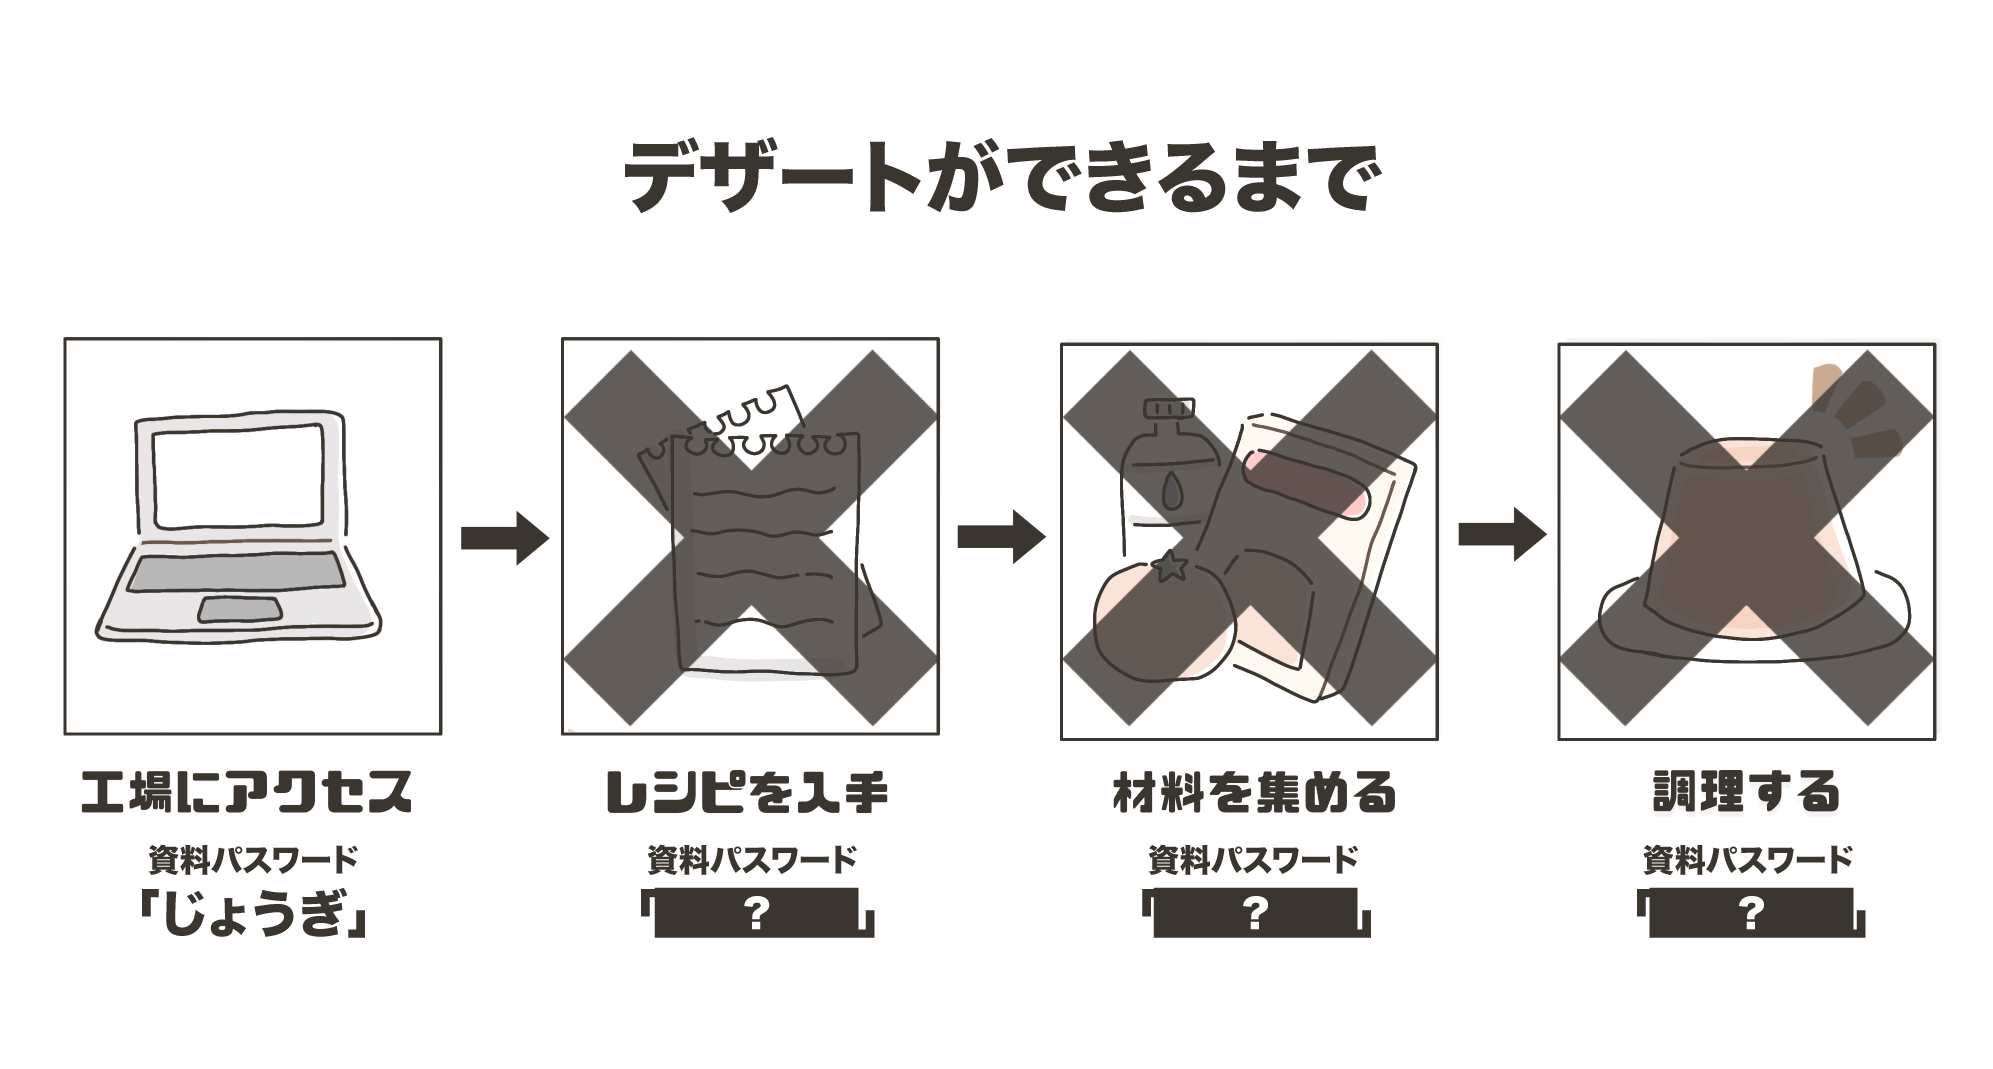 デザートができるまで
工場にアクセス
資料パスワード
「じょうぎ」
レシピを入手
資料パスワード
「?」
材料を集める
資料パスワード
「?」
調理する
資料パスワード
「?」